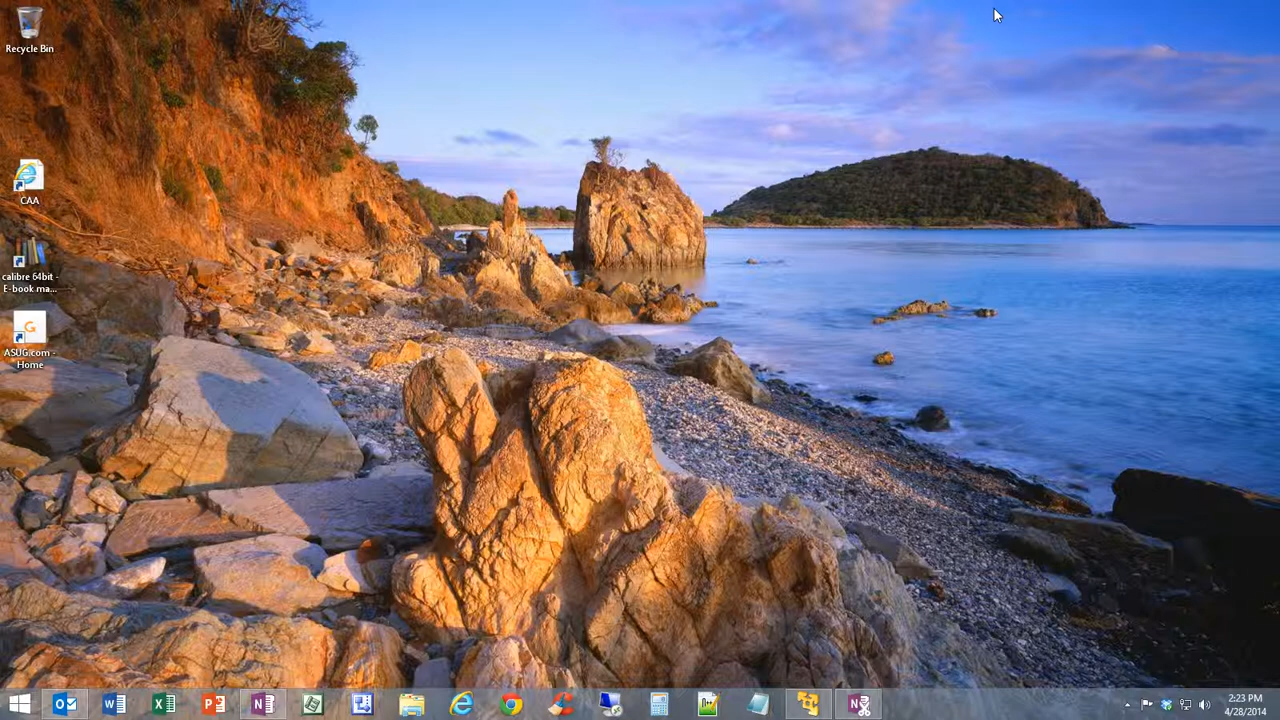 Recycle Bin
CAA
calibre 64bit -
E-book ma...
ASUG.com -
Home
2:23 PM
4/28/2014